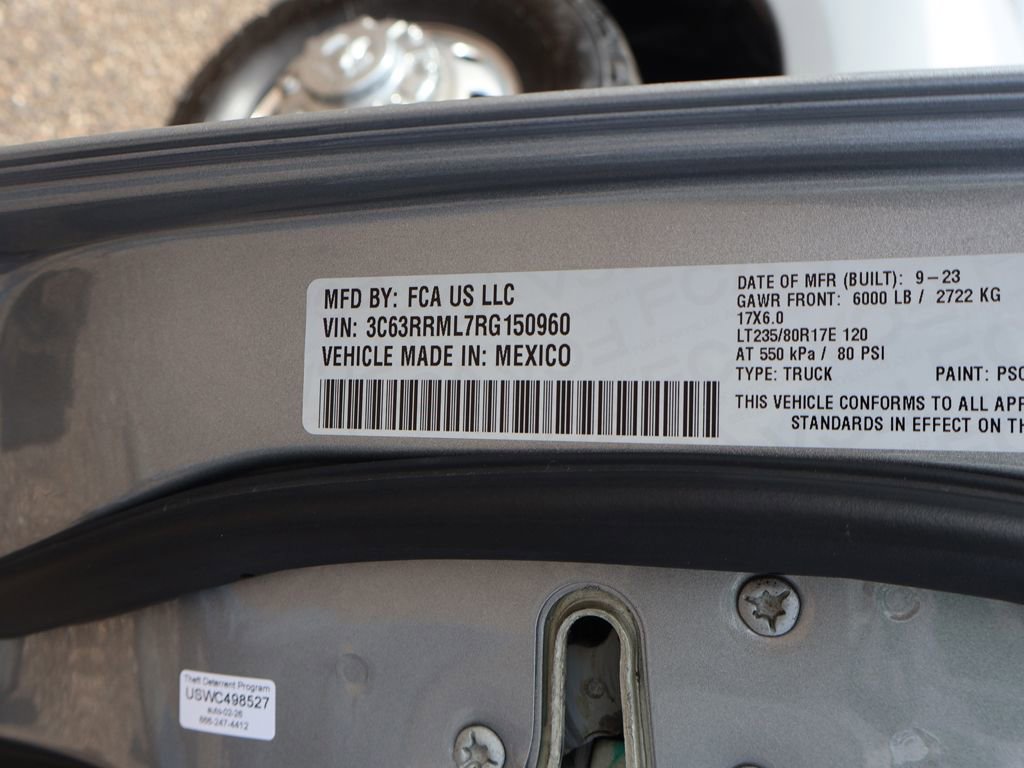 MFD BY: FCA US LLC
VIN: 3C63RRML7RG150960
VEHICLE MADE IN: MEXICO
DATE OF MFR (BUILT): 9-23
GAWR FRONT: 6000 LB / 2722 KG
17X6.0
LT235/80R17E 120
AT 550 kPa / 80 PSI
TYPE: TRUCK PAINT: PSC
THIS VEHICLE CONFORMS TO ALL APP
STANDARDS IN EFFECT ON TH
Theft Deterrent Program
USWC498527
866-247-4412